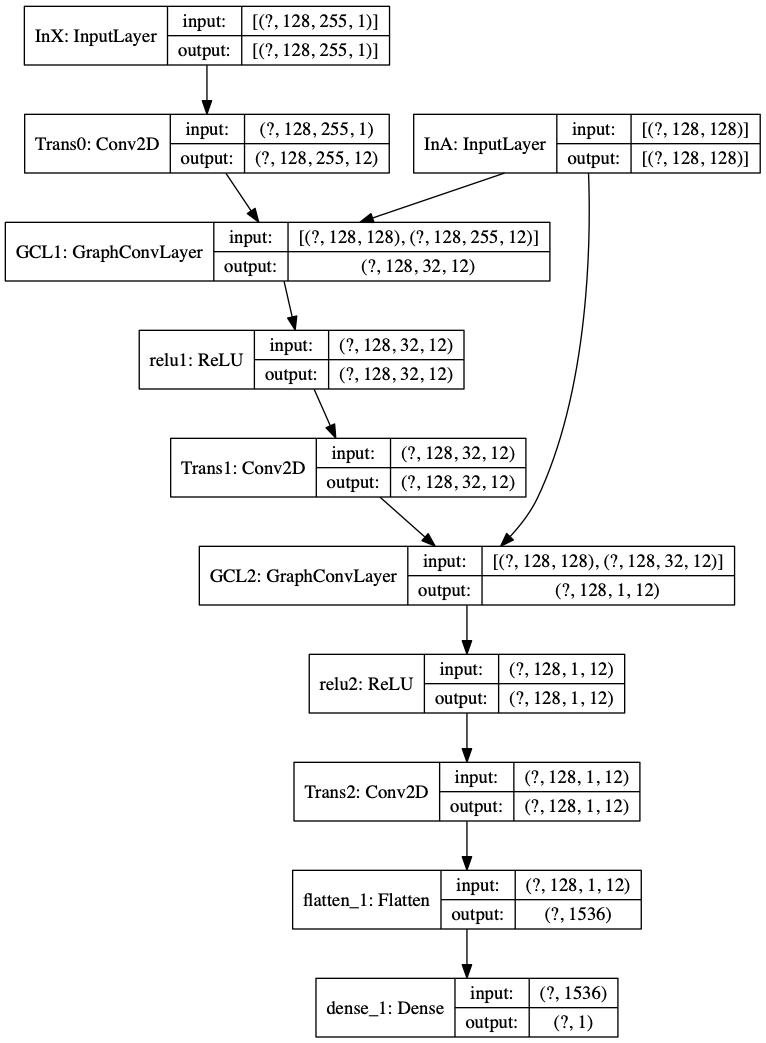 InX: InputLayer
input: [(?, 128, 255, 1)]
output: [(?, 128, 255, 1)]
Trans0: Conv2D
input: (?, 128, 255, 1)
output: (?, 128, 255, 12)
InA: InputLayer
input: [(?, 128, 128)]
output: [(?, 128, 128)]
GCL1: GraphConvLayer
input: [(?, 128, 128), (?, 128, 255, 12)]
output: (?, 128, 32, 12)
relu1: ReLU
input: (?, 128, 32, 12)
output: (?, 128, 32, 12)
Trans1: Conv2D
input: (?, 128, 32, 12)
output: (?, 128, 32, 12)
GCL2: GraphConvLayer
input: [(?, 128, 128), (?, 128, 32, 12)]
output: (?, 128, 1, 12)
relu2: ReLU
input: (?, 128, 1, 12)
output: (?, 128, 1, 12)
Trans2: Conv2D
input: (?, 128, 1, 12)
output: (?, 128, 1, 12)
flatten_1: Flatten
input: (?, 128, 1, 12)
output: (?, 1536)
dense_1: Dense
input: (?, 1536)
output: (?, 1)